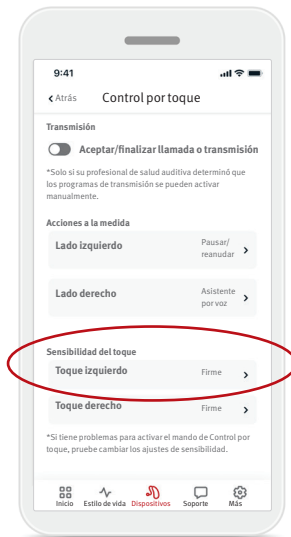 9:41
Atrás Control por toque
Transmisión
Aceptar/finalizar llamada o transmisión
*Solo si su profesional de salud auditiva determinó que
los programas de transmisión se pueden activar
manualmente.
Acciones a la medida
Lado izquierdo Pausar/
reanudar
Lado derecho Asistente
por voz
Sensibilidad del toque
Toque izquierdo Firme
Toque derecho Firme
*Si tiene problemas para activar el mando de Control por
toque, pruebe cambiar los ajustes de sensibilidad.
Inicio Estilo de vida Dispositivos Soporte Más